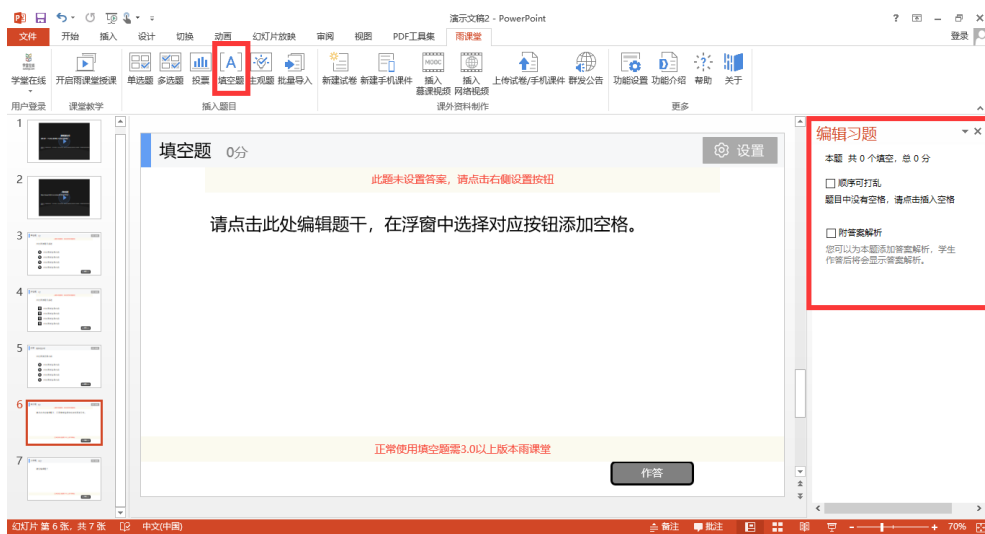 演示文稿2 - PowerPoint
文件 开始 插入 设计 切换 动画 幻灯片放映 审阅 视图 PDF工具集 雨课堂 登录
学堂在线 开启雨课堂授课 单选题 多选题 投票 填空题 主观题 批量导入 新建试卷 新建手机课件 插入 慕课视频 插入 网络视频 上传试卷/手机课件 群发公告 功能设置 功能介绍 帮助 关于
用户登录 课堂教学 插入题目 课外资料制作 更多
1
2
3
4
5
6
7
填空题 0分 设置
此题未设置答案，请点击右侧设置按钮
请点击此处编辑题干，在浮窗中选择对应按钮添加空格。
正常使用填空题需3.0以上版本雨课堂
作答
编辑习题
本题 共 0 个填空，总 0 分
顺序可打乱
题目中没有空格，请点击插入空格
附答案解析
您可以为本题添加答案解析，学生
作答后将会显示答案解析。
幻灯片 第 6 张，共 7 张 中文(中国) 备注 批注 70%